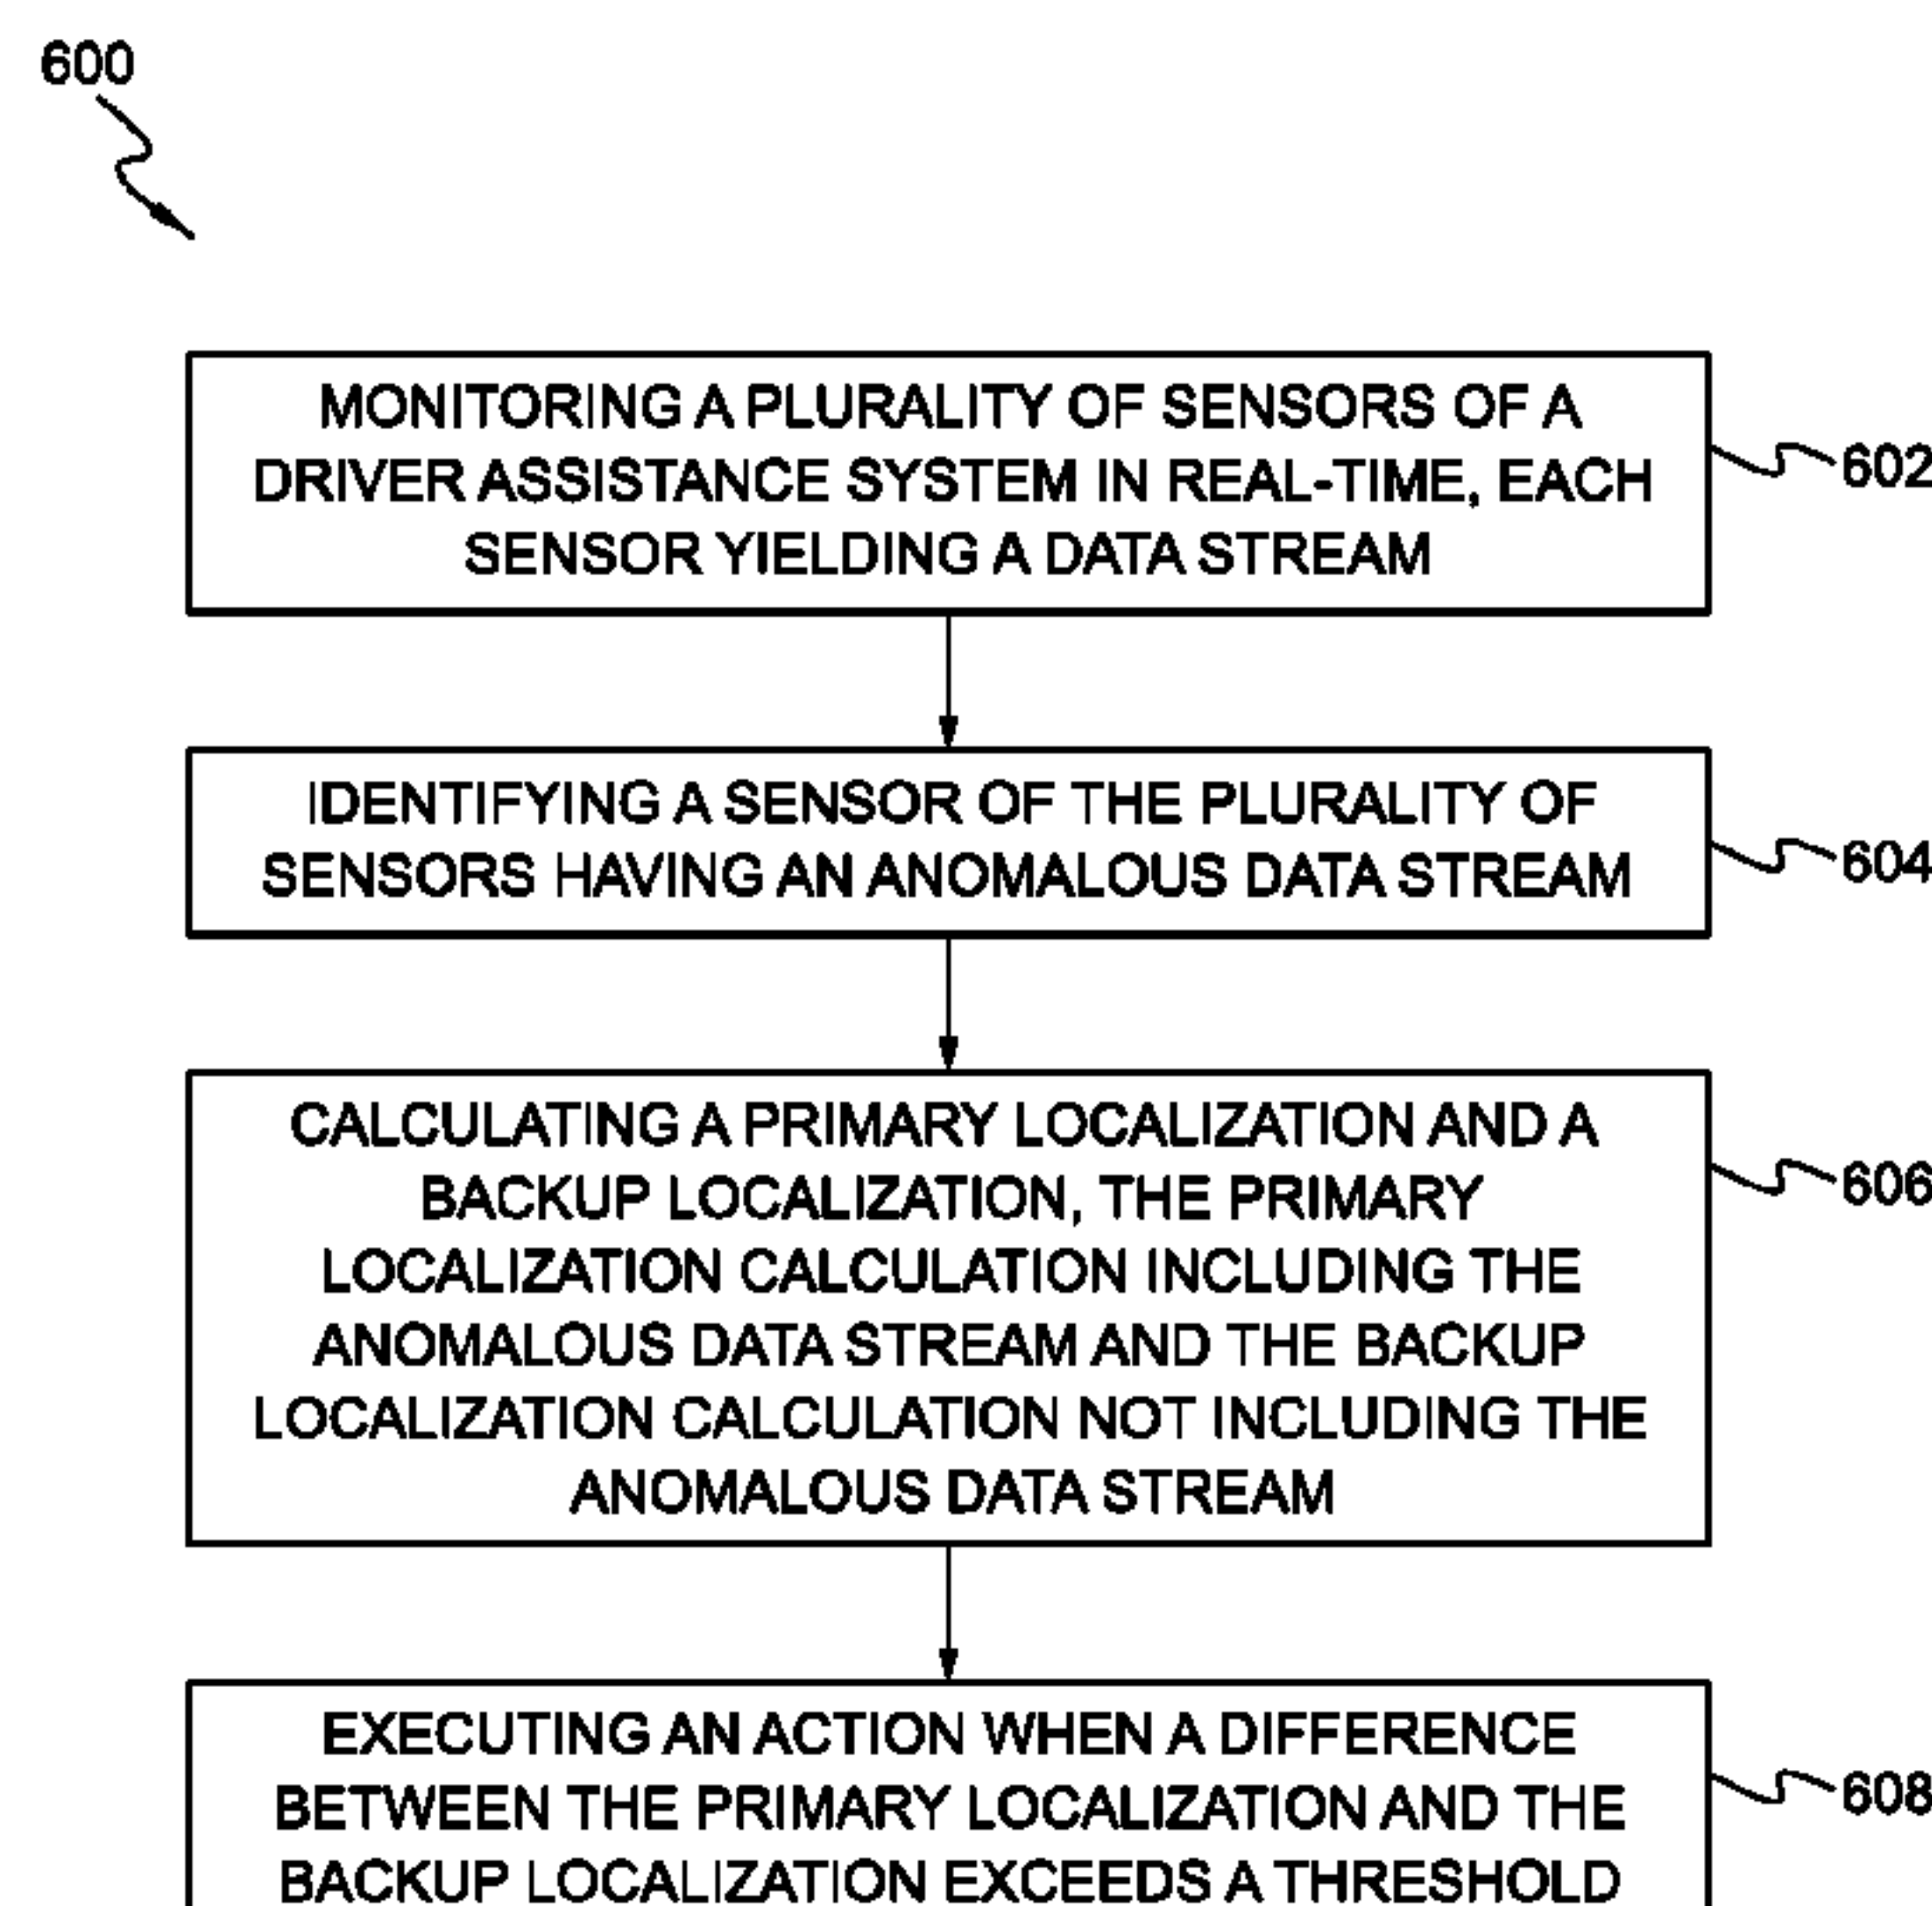 600
MONITORING A PLURALITY OF SENSORS OF A
DRIVER ASSISTANCE SYSTEM IN REAL-TIME, EACH
SENSOR YIELDING A DATA STREAM
602
IDENTIFYING A SENSOR OF THE PLURALITY OF
SENSORS HAVING AN ANOMALOUS DATA STREAM
604
CALCULATING A PRIMARY LOCALIZATION AND A
BACKUP LOCALIZATION, THE PRIMARY
LOCALIZATION CALCULATION INCLUDING THE
ANOMALOUS DATA STREAM AND THE BACKUP
LOCALIZATION CALCULATION NOT INCLUDING THE
ANOMALOUS DATA STREAM
606
EXECUTING AN ACTION WHEN A DIFFERENCE
BETWEEN THE PRIMARY LOCALIZATION AND THE
BACKUP LOCALIZATION EXCEEDS A THRESHOLD
608